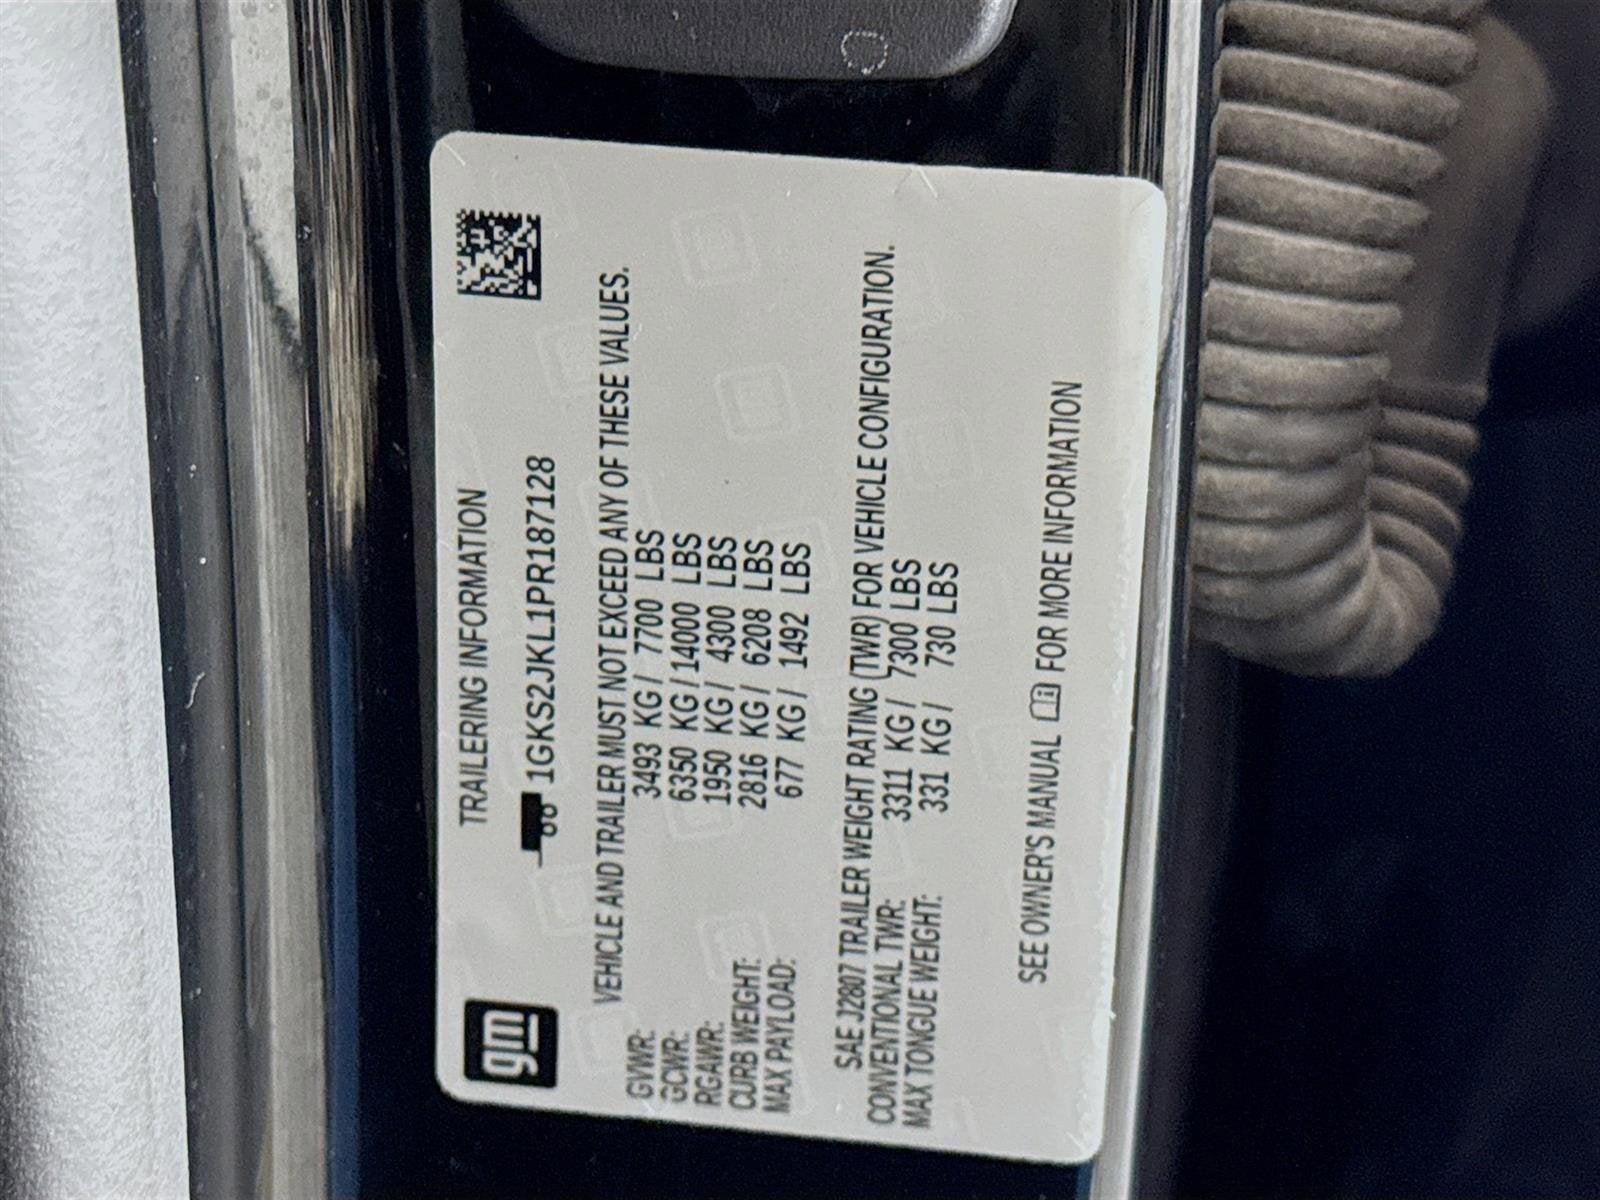 gm
TRAILERING INFORMATION
1GKS2JKL1PR187128
VEHICLE AND TRAILER MUST NOT EXCEED ANY OF THESE VALUES.
GVWR: 3493 KG / 7700 LBS
GCWR: 6350 KG / 14000 LBS
RGAWR: 1950 KG / 4300 LBS
CURB WEIGHT: 2816 KG / 6208 LBS
MAX PAYLOAD: 677 KG / 1492 LBS
SAE J2807 TRAILER WEIGHT RATING (TWR) FOR VEHICLE CONFIGURATION.
CONVENTIONAL TWR: 3311 KG / 7300 LBS
MAX TONGUE WEIGHT: 331 KG / 730 LBS
SEE OWNER'S MANUAL FOR MORE INFORMATION